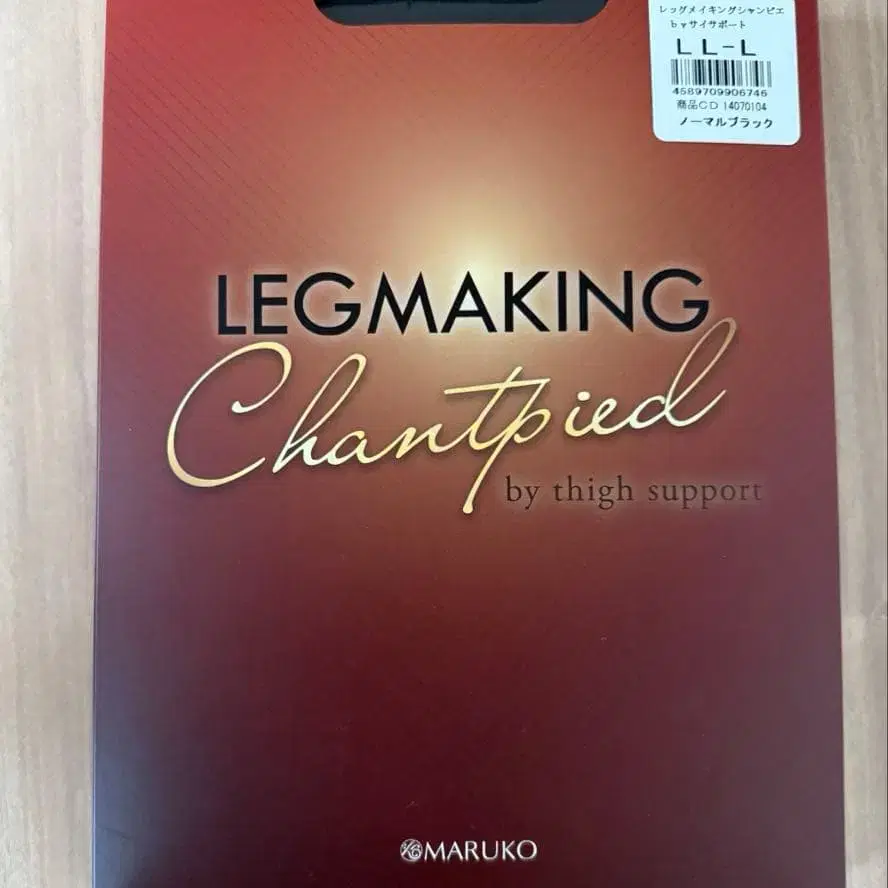 レッグメイキングシャンピエ
byサイサポート
LL-L
4589709906746
商品CD 14070104
ノーマルブラック
LEGMAKING
Chantpied
by thigh support
MARUKO